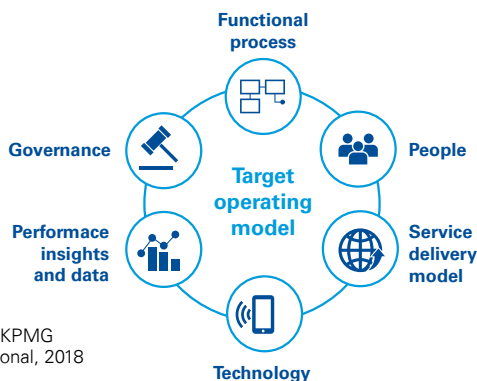 Functional
process
Governance
People
Target
operating
model
Performace
insights
and data
Service
delivery
model
KPMG
onal, 2018
Technology